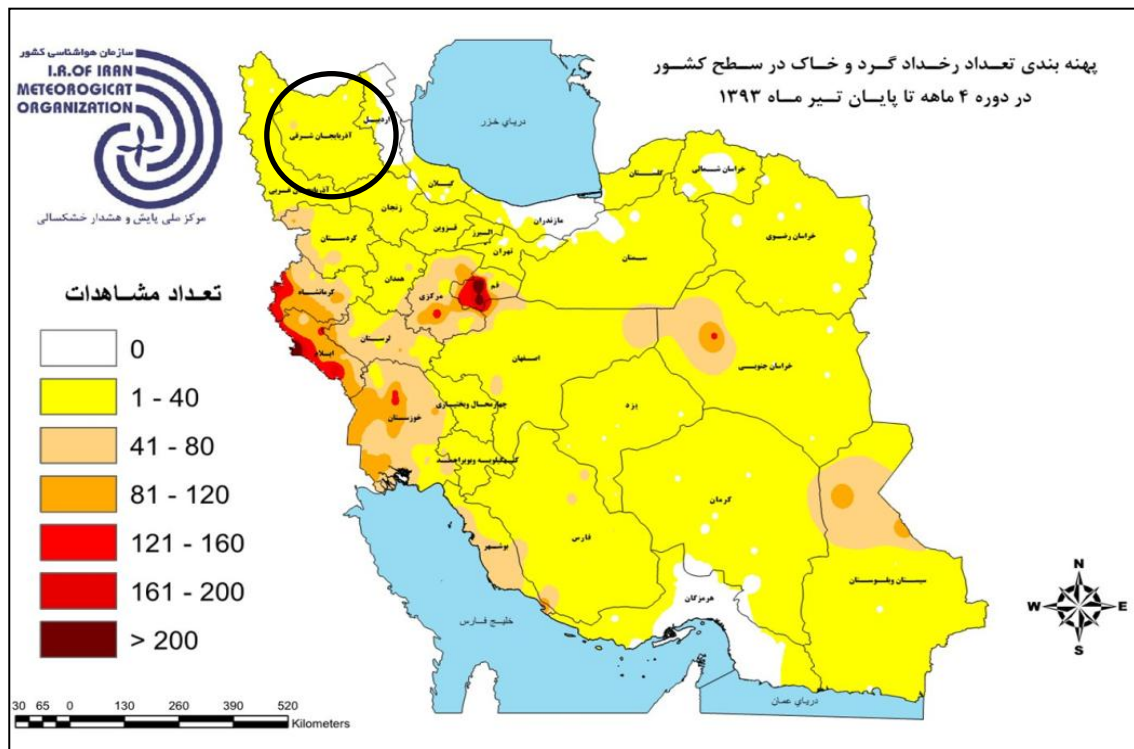 سازمان هواشناسی کشور
I.R.OF IRAN
METEOROGICAT
ORGANIZATION
مرکز ملی پایش و هشدار خشکسالی
پهنه بندی تعداد رخداد گرد و خاک در سطح کشور
در دوره ۴ ماهه تا پایان تیر ماه ۱۳۹۳
دریای خزر
اردبیل
آذربایجان شرقی
آذربایجان غربی
گیلان
گلستان
خراسان شمالی
زنجان
مازندران
خراسان رضوی
کردستان
قزوین
البرز
تهران
سمنان
همدان
قم
کرمانشاه
مرکزی
لرستان
ایلام
اصفهان
خراسان جنوبی
خوزستان
چهارمحال وبختیاری
یزد
کهگیلویه وبویراحمد
کرمان
فارس
بوشهر
سیستان وبلوچستان
هرمزگان
خلیج فارس
دریای عمان
تعداد مشاهدات
0
1 - 40
41 - 80
81 - 120
121 - 160
161 - 200
> 200
N
W E
S
30 65 0 130 260 390 520
Kilometers